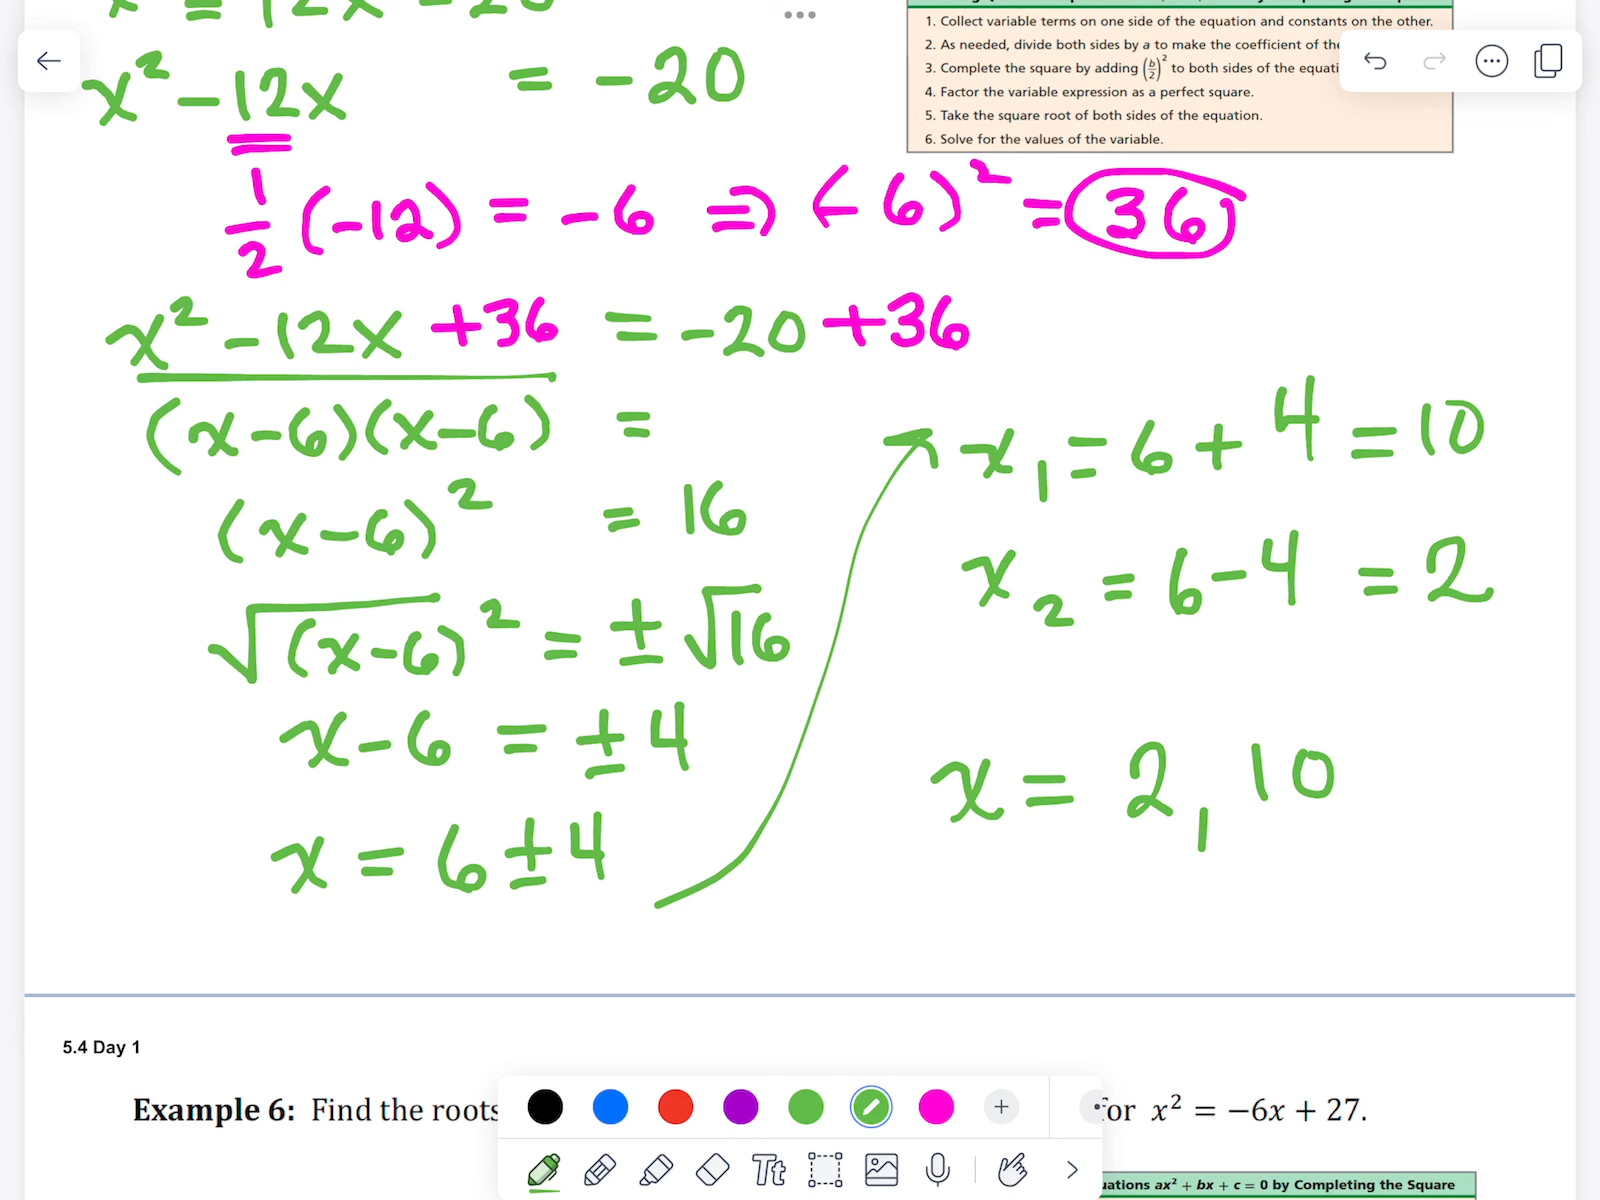 x² = 12x - 20
1. Collect variable terms on one side of the equation and constants on the other.
x² - 12x = -20
2. As needed, divide both sides by a to make the coefficient of the
3. Complete the square by adding (b/2)² to both sides of the equati
4. Factor the variable expression as a perfect square.
5. Take the square root of both sides of the equation.
6. Solve for the values of the variable.
1/2 (-12) = -6 ⇒ (-6)² = 36
x² - 12x + 36 = -20 + 36
(x-6)(x-6) =
(x-6)² = 16
√(x-6)² = ± √16
x - 6 = ± 4
x = 6 ± 4
x₁ = 6 + 4 = 10
x₂ = 6 - 4 = 2
x = 2, 10
5.4 Day 1
Example 6: Find the roots for x² = −6x + 27.
Tt
uations ax² + bx + c = 0 by Completing the Square